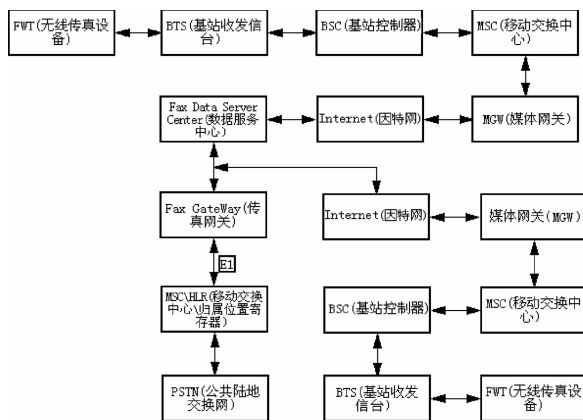 FWT(无线传真设
备)
BTS(基站收发信
台)
BSC(基站控制器)
MSC(移动交换中
心)
Fax Data Server
Center(数据服务
中心)
Internet(因特网)
MGW(媒体网关)
Fax GateWay(传
真网关)
Internet(因特网)
媒体网关(MGW)
E1
MSC\HLR(移动交换
中心\归属位置寄
存器)
BSC(基站控制器)
MSC(移动交换中
心)
PSTN(公共陆地
交换网)
BTS(基站收发
信台)
FWT(无线传真设
备)